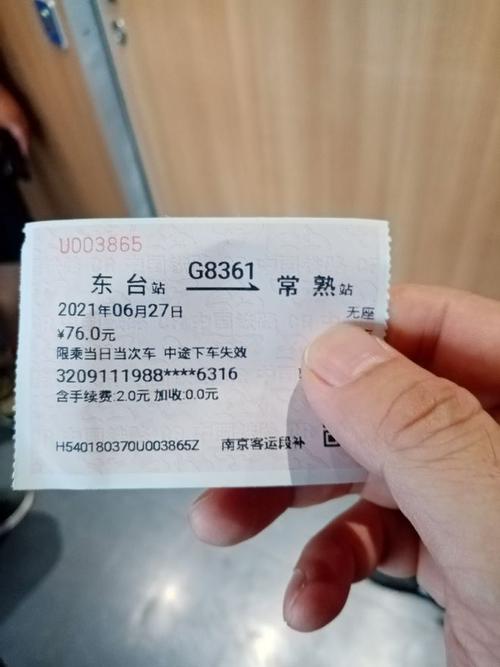 U003865
东台站 G8361 常熟站
2021年06月27日 无座
¥76.0元
限乘当日当次车 中途下车失效
3209111988****6316
含手续费:2.0元 加收:0.0元
H540180370U003865Z 南京客运段补